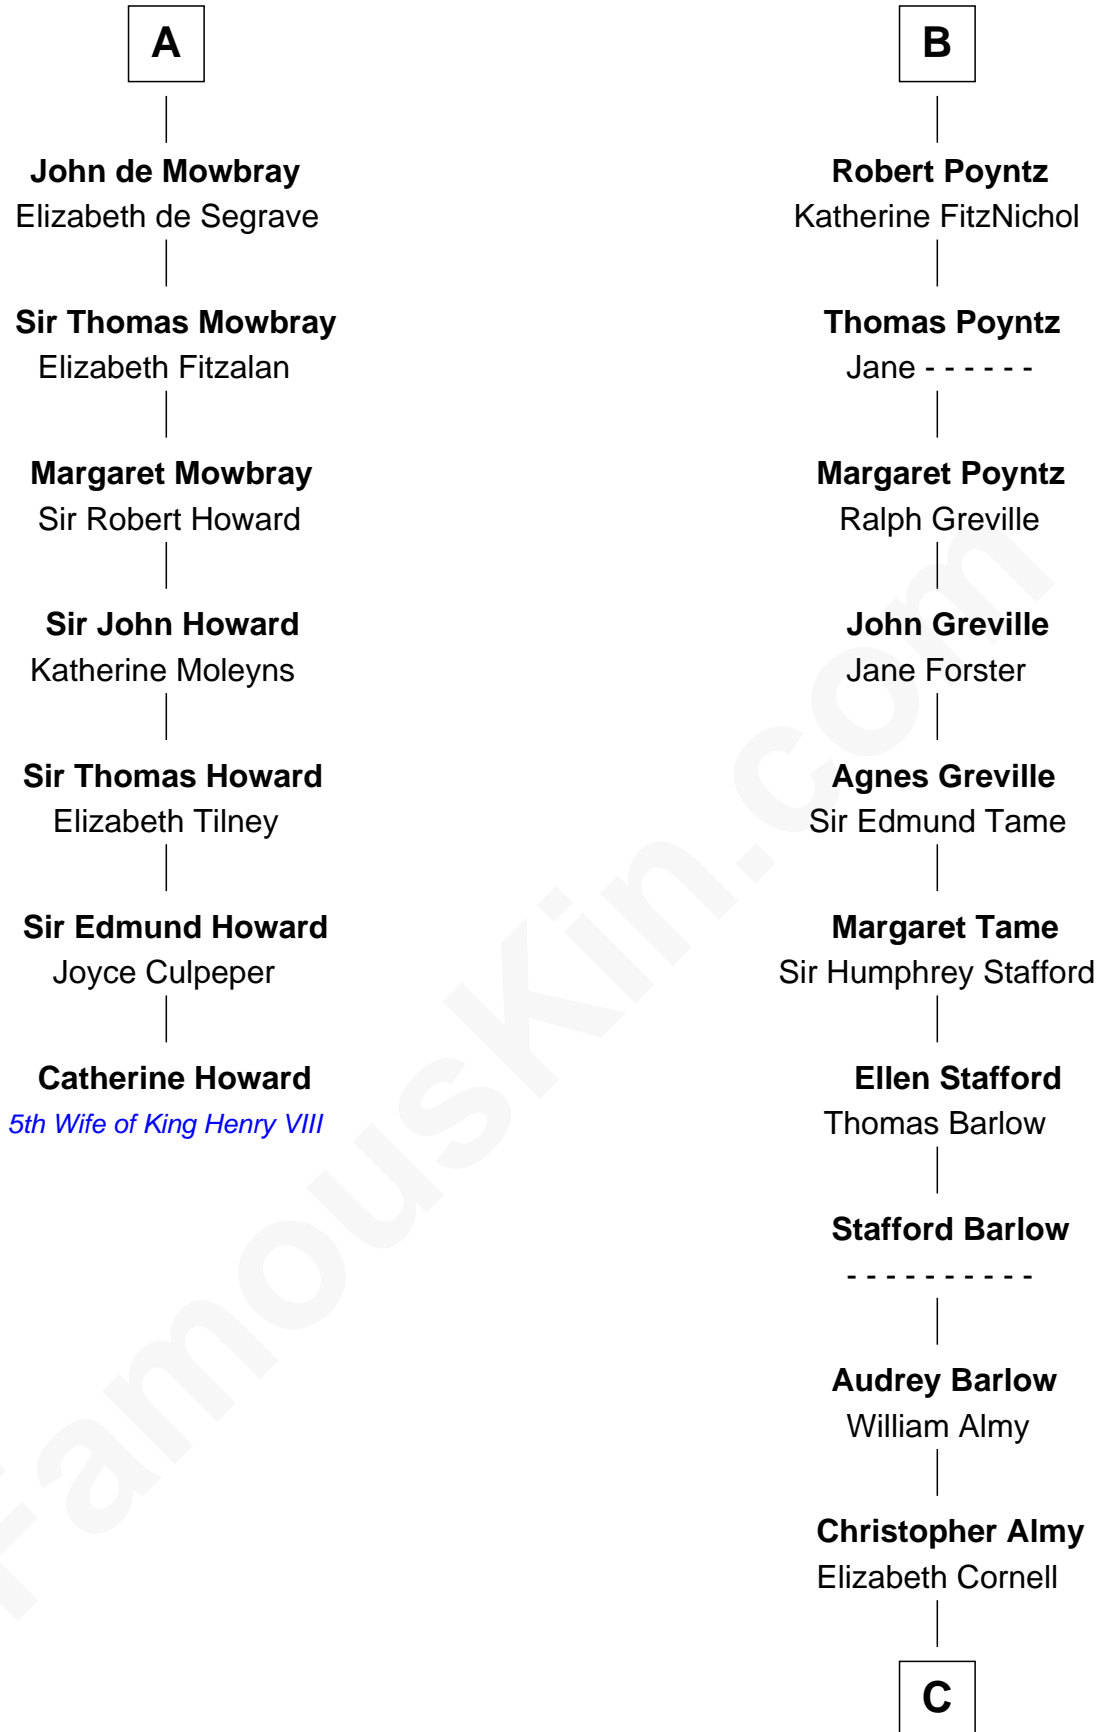 A
John de Mowbray
Elizabeth de Segrave
Sir Thomas Mowbray
Elizabeth Fitzalan
Margaret Mowbray
Sir Robert Howard
Sir John Howard
Katherine Moleyns
Sir Thomas Howard
Elizabeth Tilney
Sir Edmund Howard
Joyce Culpeper
Catherine Howard
5th Wife of King Henry VIII
B
Robert Poyntz
Katherine FitzNichol
Thomas Poyntz
Jane - - - - - -
Margaret Poyntz
Ralph Greville
John Greville
Jane Forster
Agnes Greville
Sir Edmund Tame
Margaret Tame
Sir Humphrey Stafford
Ellen Stafford
Thomas Barlow
Stafford Barlow
- - - - - - - - - -
Audrey Barlow
William Almy
Christopher Almy
Elizabeth Cornell
C
FamousKin.com